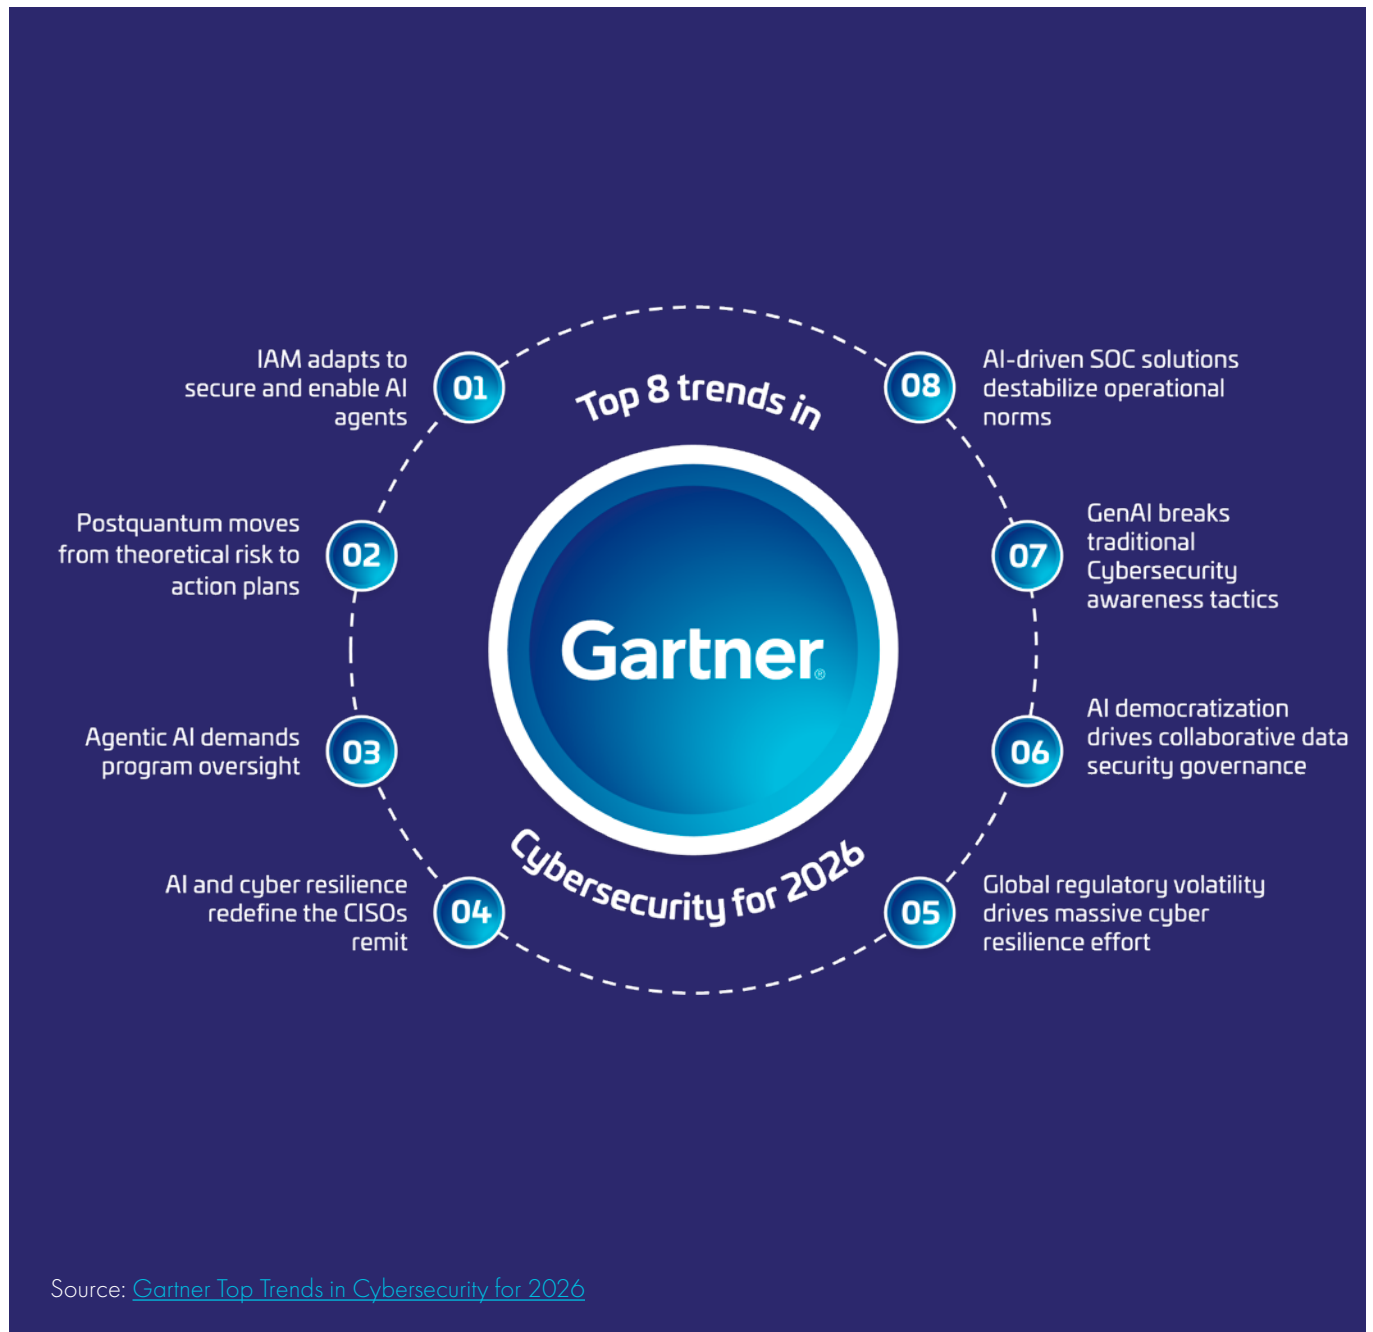 Top 8 trends in
Gartner®
Cybersecurity for 2026
01
IAM adapts to
secure and enable AI
agents
02
Postquantum moves
from theoretical risk to
action plans
03
Agentic AI demands
program oversight
04
AI and cyber resilience
redefine the CISOs
remit
05
Global regulatory volatility
drives massive cyber
resilience effort
06
AI democratization
drives collaborative data
security governance
07
GenAI breaks
traditional
Cybersecurity
awareness tactics
08
AI-driven SOC solutions
destabilize operational
norms
Source: Gartner Top Trends in Cybersecurity for 2026